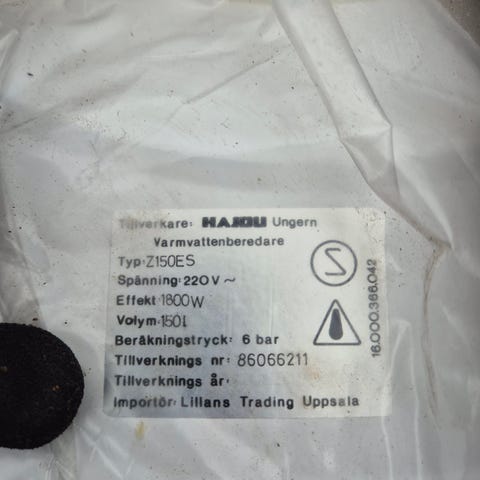 Tillverkare: HAJDU Ungern
Varmvattenberedare
Typ: Z150ES
Spänning: 220V ~
Effekt: 1800W
Volym: 150l
Beräkningstryck: 6 bar
Tillverknings nr: 86066211
Tillverknings år:
Importör: Lillans Trading Uppsala
S
16.000.366.042